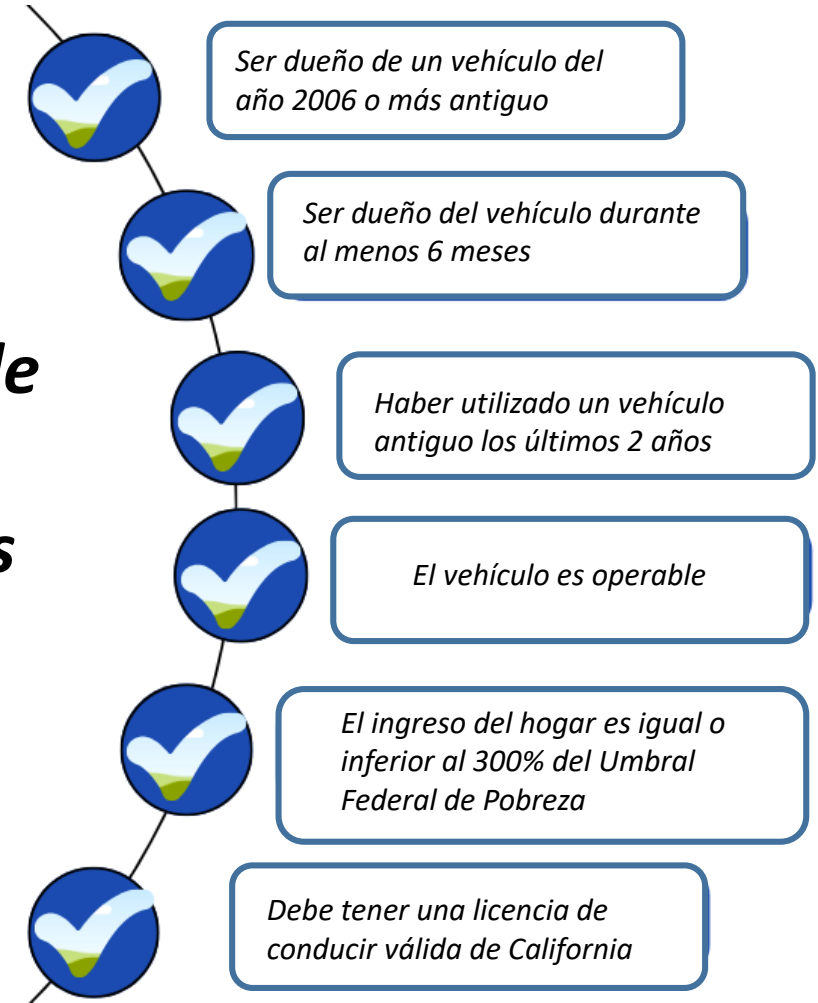 Ser dueño de un vehículo del
año 2006 o más antiguo
Ser dueño del vehículo durante
al menos 6 meses
Haber utilizado un vehículo
antiguo los últimos 2 años
El vehículo es operable
El ingreso del hogar es igual o
inferior al 300% del Umbral
Federal de Pobreza
Debe tener una licencia de
conducir válida de California